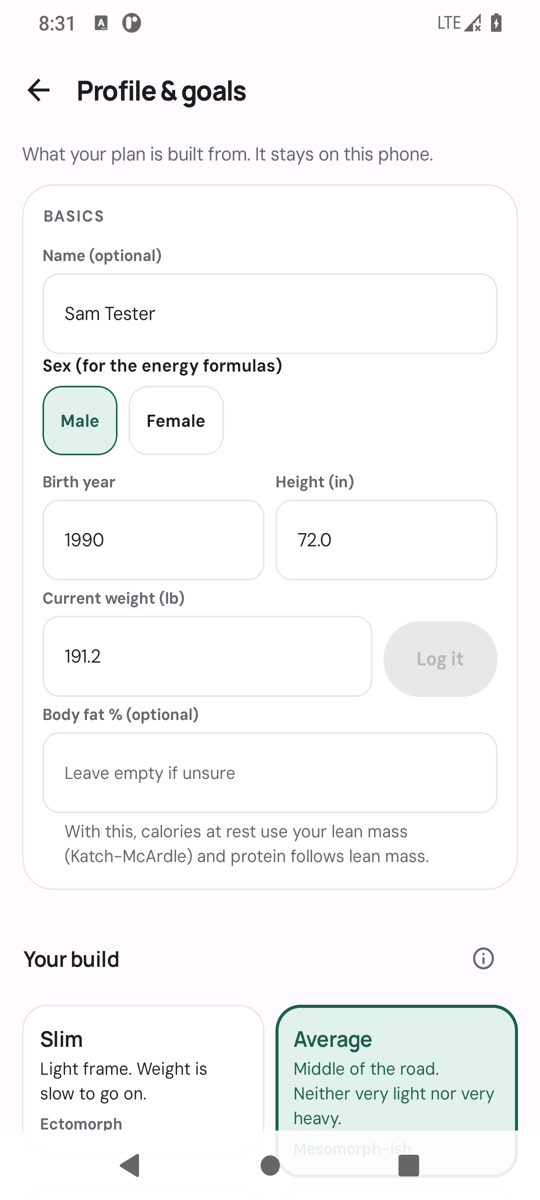 8:31
LTE
Profile & goals
What your plan is built from. It stays on this phone.
BASICS
Name (optional)
Sam Tester
Sex (for the energy formulas)
Male
Female
Birth year
Height (in)
1990
72.0
Current weight (lb)
191.2
Log it
Body fat % (optional)
Leave empty if unsure
With this, calories at rest use your lean mass
(Katch-McArdle) and protein follows lean mass.
Your build
Slim
Light frame. Weight is
slow to go on.
Ectomorph
Average
Middle of the road.
Neither very light nor very
heavy.
Mesomorph-ish